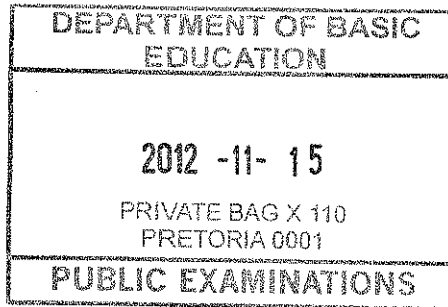 DEPARTMENT OF BASIC
EDUCATION
2012 -11- 15
PRIVATE BAG X 110
PRETORIA 0001
PUBLIC EXAMINATIONS